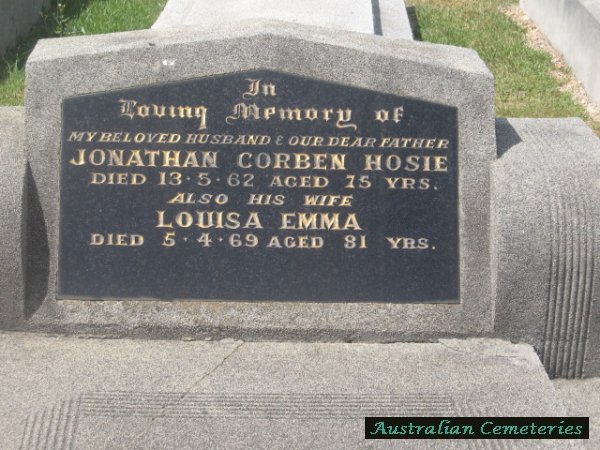 In
Loving Memory of
MY BELOVED HUSBAND & OUR DEAR FATHER
JONATHAN CORBEN HOSIE
DIED 13·5·62 AGED 75 YRS.
ALSO HIS WIFE
LOUISA EMMA
DIED 5·4·69 AGED 81 YRS.
Australian Cemeteries